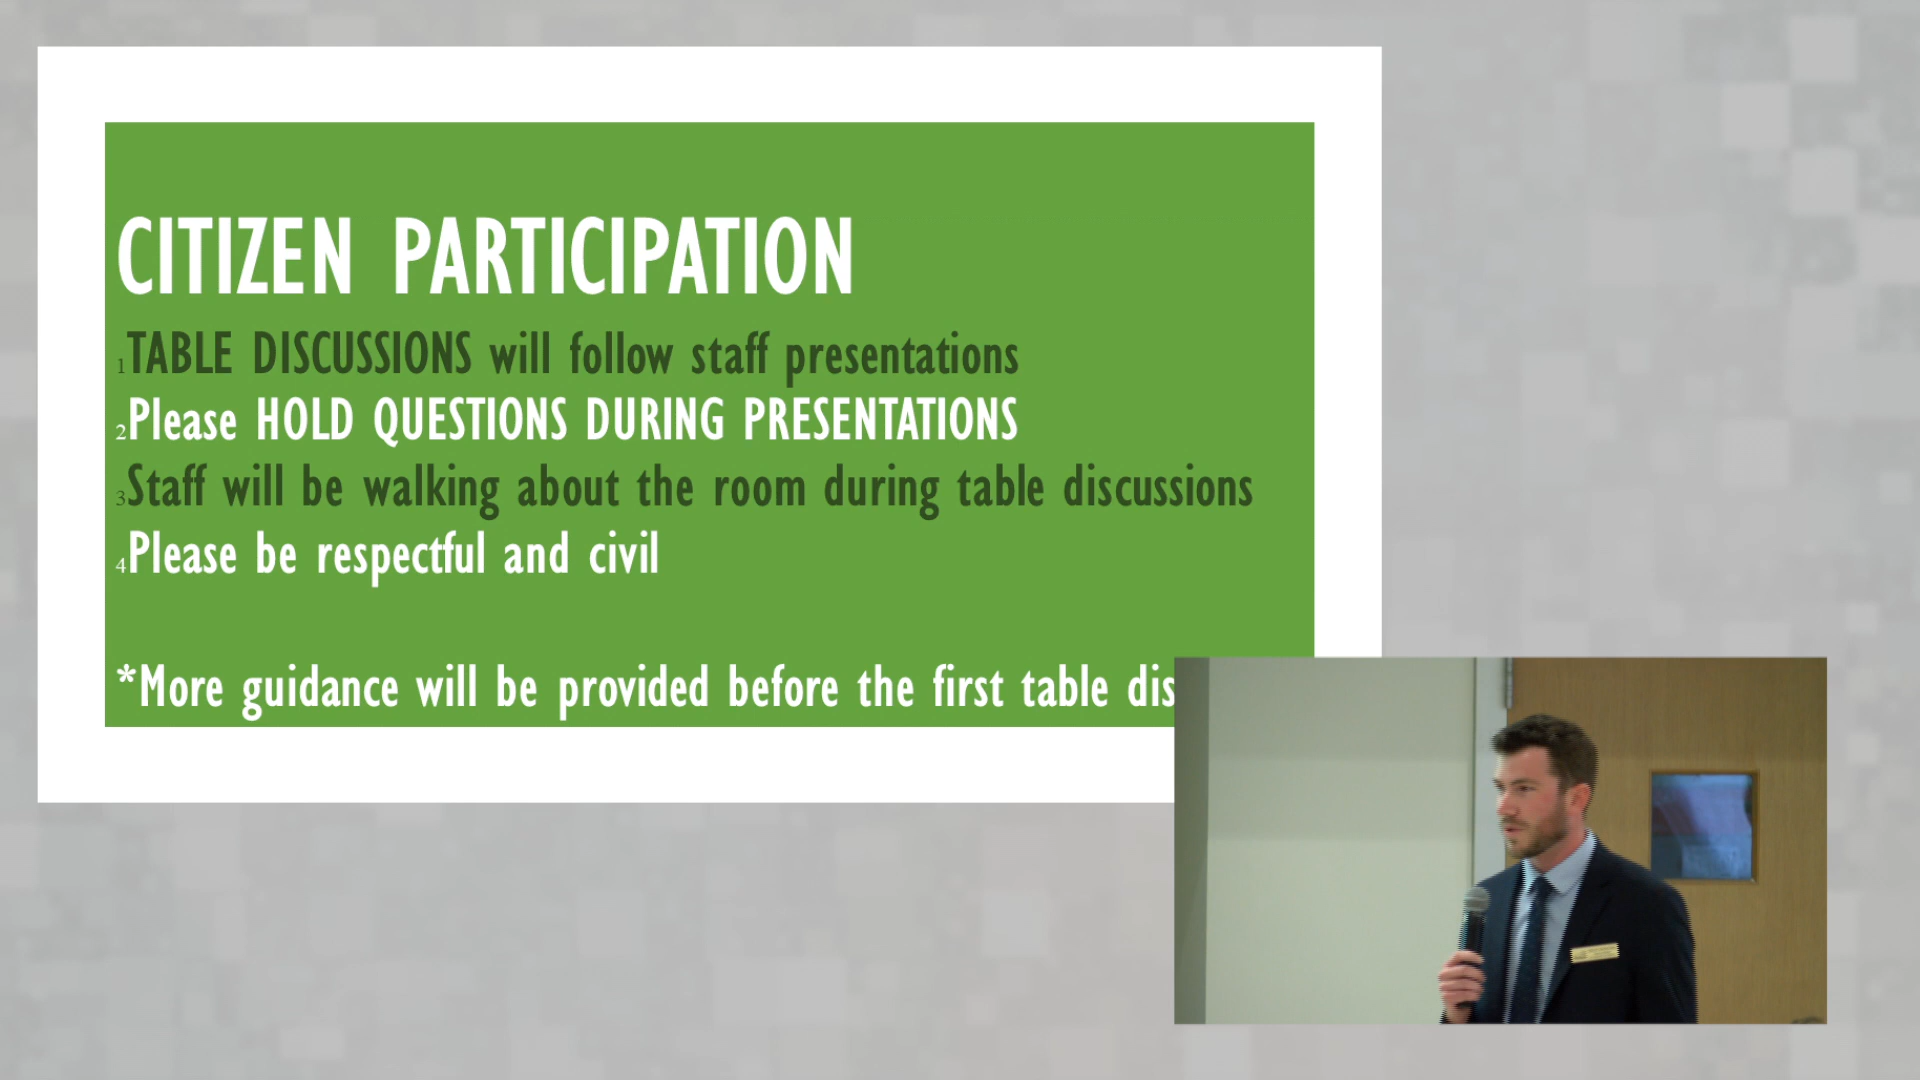 CITIZEN PARTICIPATION
1TABLE DISCUSSIONS will follow staff presentations
2Please HOLD QUESTIONS DURING PRESENTATIONS
3Staff will be walking about the room during table discussions
4Please be respectful and civil
*More guidance will be provided before the first table dis